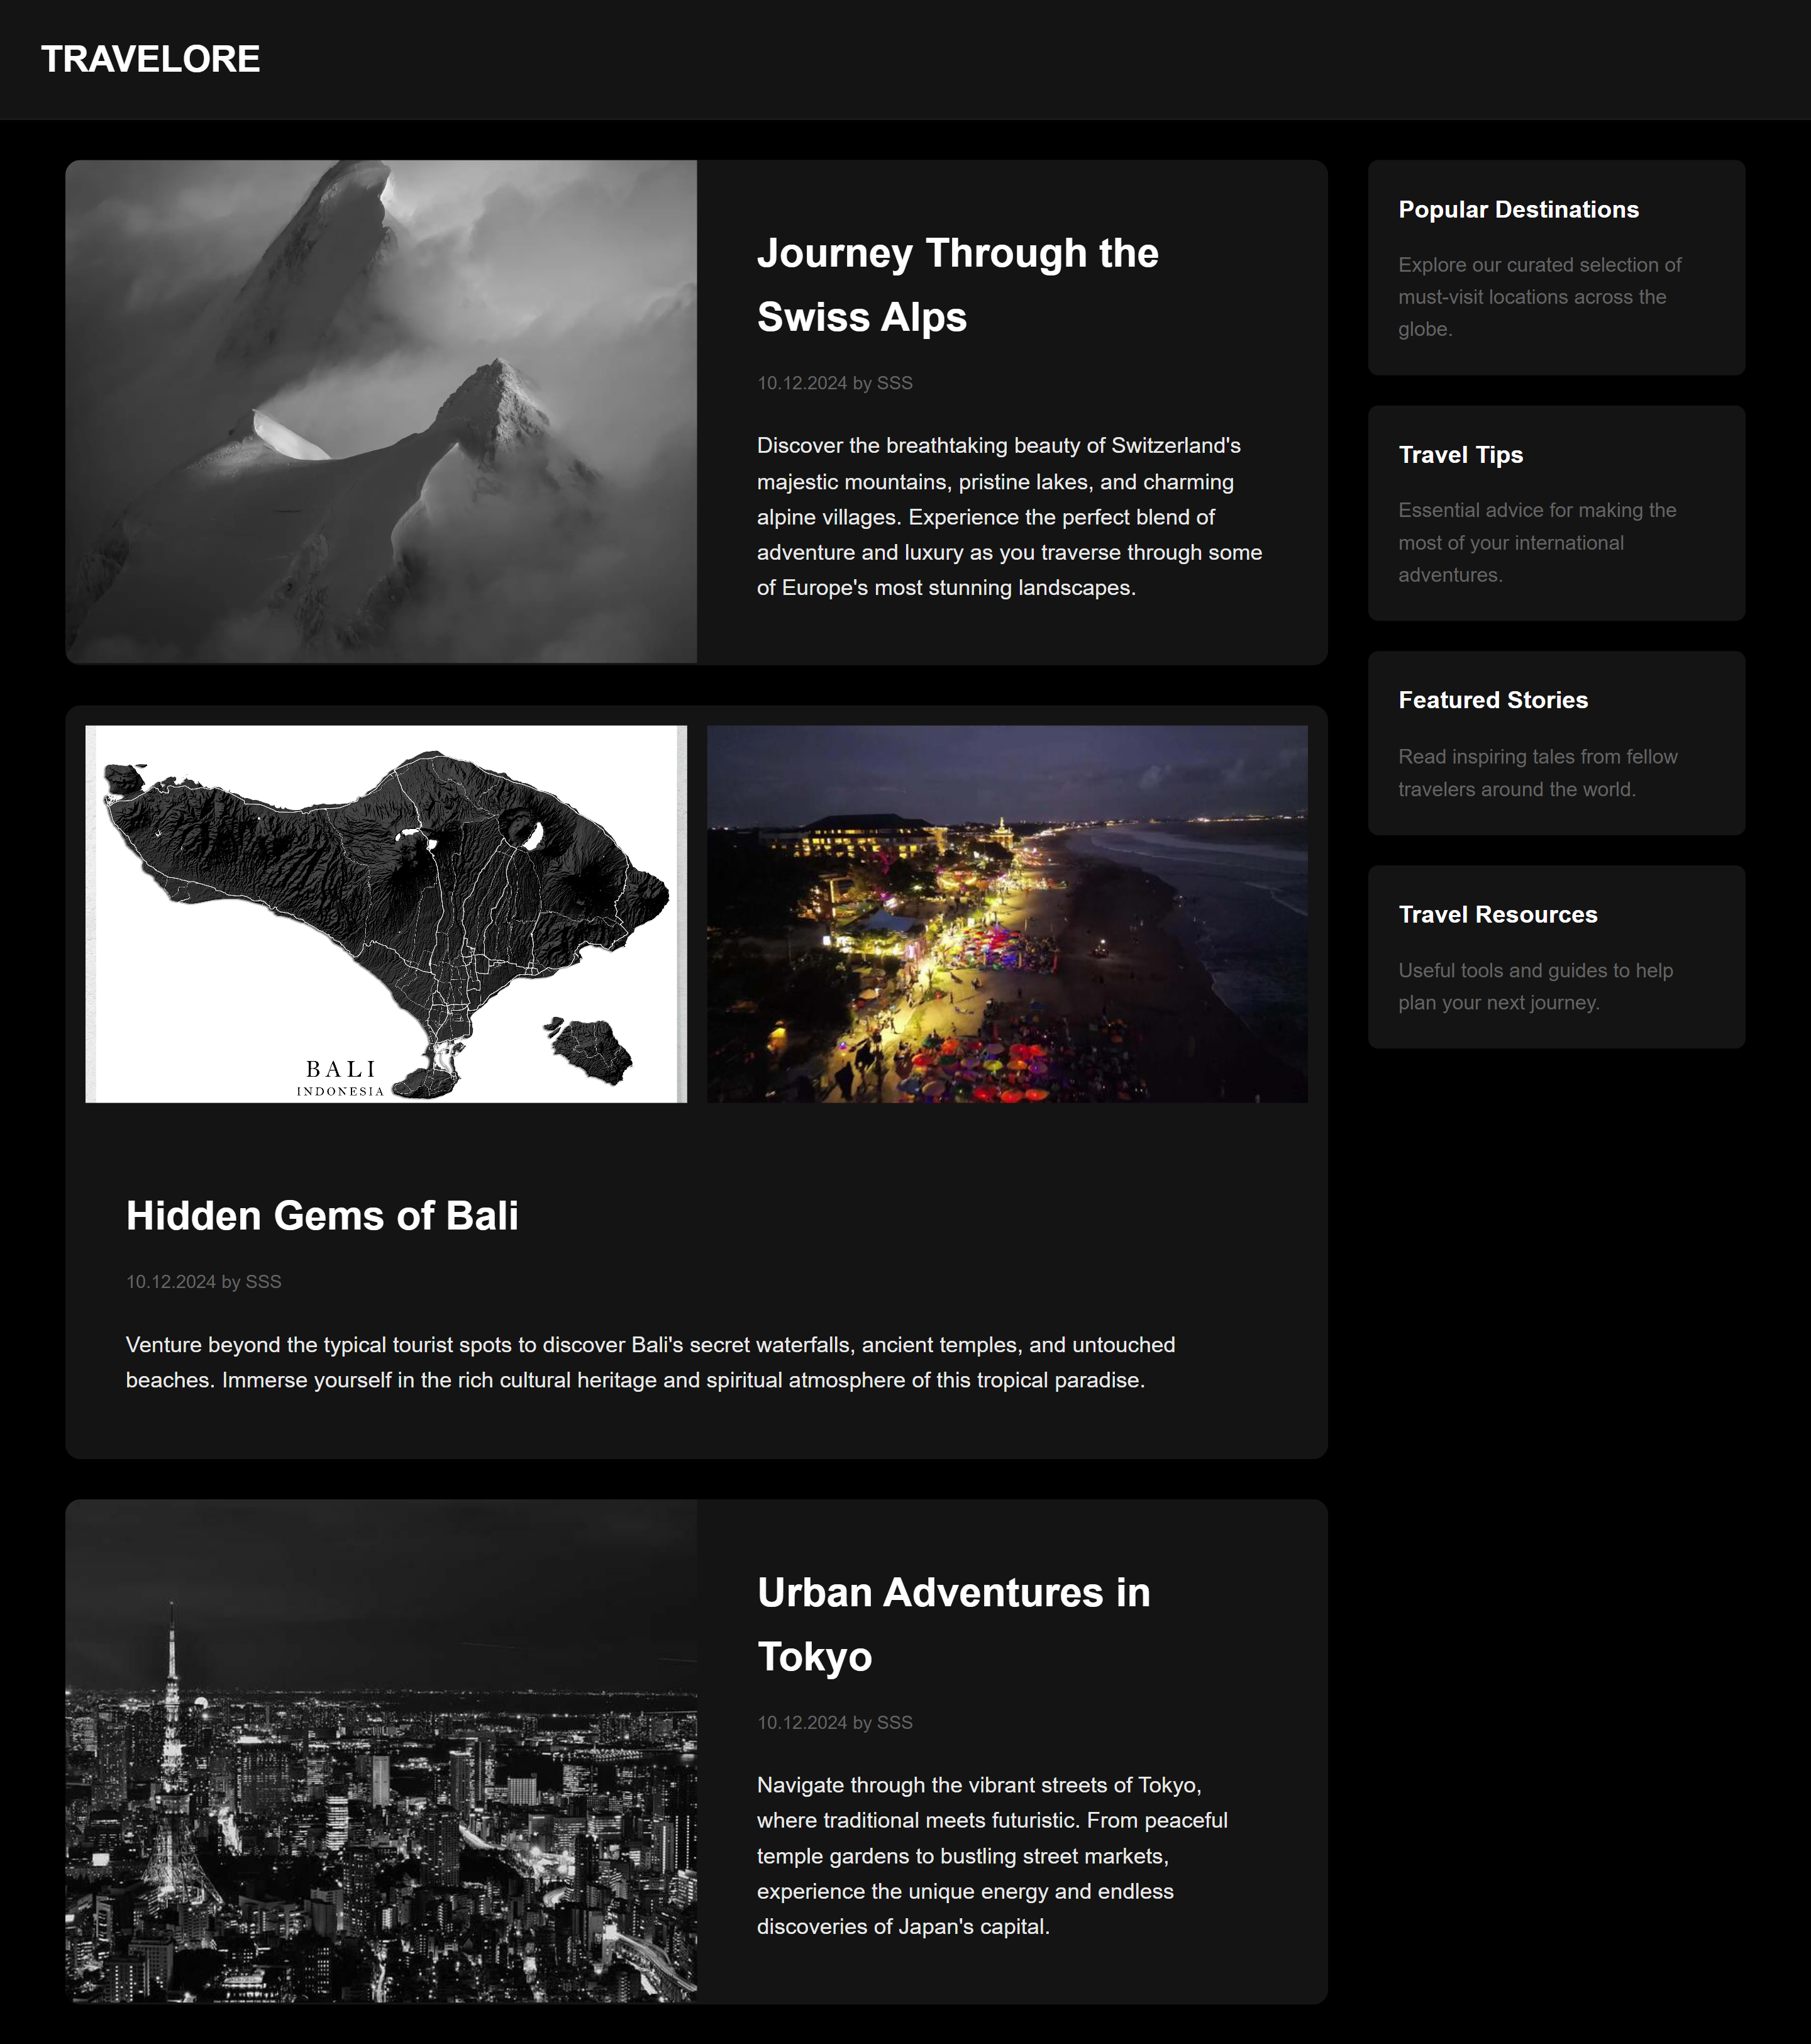 TRAVELORE
Journey Through the
Swiss Alps
10.12.2024 by SSS
Discover the breathtaking beauty of Switzerland's
majestic mountains, pristine lakes, and charming
alpine villages. Experience the perfect blend of
adventure and luxury as you traverse through some
of Europe's most stunning landscapes.
BALI
INDONESIA
Hidden Gems of Bali
10.12.2024 by SSS
Venture beyond the typical tourist spots to discover Bali's secret waterfalls, ancient temples, and untouched
beaches. Immerse yourself in the rich cultural heritage and spiritual atmosphere of this tropical paradise.
Urban Adventures in
Tokyo
10.12.2024 by SSS
Navigate through the vibrant streets of Tokyo,
where traditional meets futuristic. From peaceful
temple gardens to bustling street markets,
experience the unique energy and endless
discoveries of Japan's capital.
Popular Destinations
Explore our curated selection of
must-visit locations across the
globe.
Travel Tips
Essential advice for making the
most of your international
adventures.
Featured Stories
Read inspiring tales from fellow
travelers around the world.
Travel Resources
Useful tools and guides to help
plan your next journey.